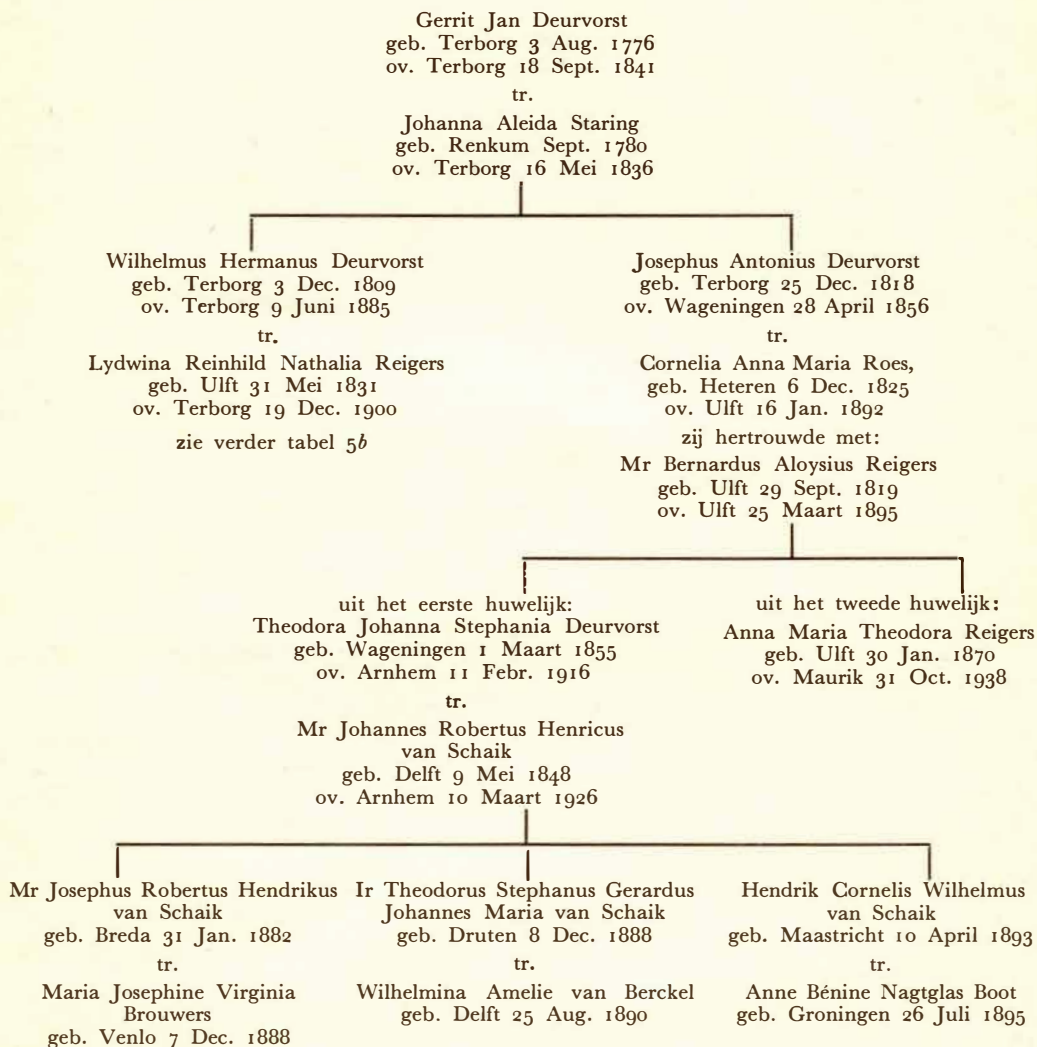 Gerrit Jan Deurvorst
geb. Terborg 3 Aug. 1776
ov. Terborg 18 Sept. 1841
tr.
Johanna Aleida Staring
geb. Renkum Sept. 1780
ov. Terborg 16 Mei 1836
Wilhelmus Hermanus Deurvorst
geb. Terborg 3 Dec. 1809
ov. Terborg 9 Juni 1885
tr.
Lydwina Reinhild Nathalia Reigers
geb. Ulft 31 Mei 1831
ov. Terborg 19 Dec. 1900
zie verder tabel 5b
Josephus Antonius Deurvorst
geb. Terborg 25 Dec. 1818
ov. Wageningen 28 April 1856
tr.
Cornelia Anna Maria Roes,
geb. Heteren 6 Dec. 1825
ov. Ulft 16 Jan. 1892
zij hertrouwde met:
Mr Bernardus Aloysius Reigers
geb. Ulft 29 Sept. 1819
ov. Ulft 25 Maart 1895
uit het eerste huwelijk:
Theodora Johanna Stephania Deurvorst
geb. Wageningen 1 Maart 1855
ov. Arnhem 11 Febr. 1916
tr.
Mr Johannes Robertus Henricus
van Schaik
geb. Delft 9 Mei 1848
ov. Arnhem 10 Maart 1926
uit het tweede huwelijk:
Anna Maria Theodora Reigers
geb. Ulft 30 Jan. 1870
ov. Maurik 31 Oct. 1938
Mr Josephus Robertus Hendrikus
van Schaik
geb. Breda 31 Jan. 1882
tr.
Maria Josephine Virginia
Brouwers
geb. Venlo 7 Dec. 1888
Ir Theodorus Stephanus Gerardus
Johannes Maria van Schaik
geb. Druten 8 Dec. 1888
tr.
Wilhelmina Amelie van Berckel
geb. Delft 25 Aug. 1890
Hendrik Cornelis Wilhelmus
van Schaik
geb. Maastricht 10 April 1893
tr.
Anne Bénine Nagtglas Boot
geb. Groningen 26 Juli 1895